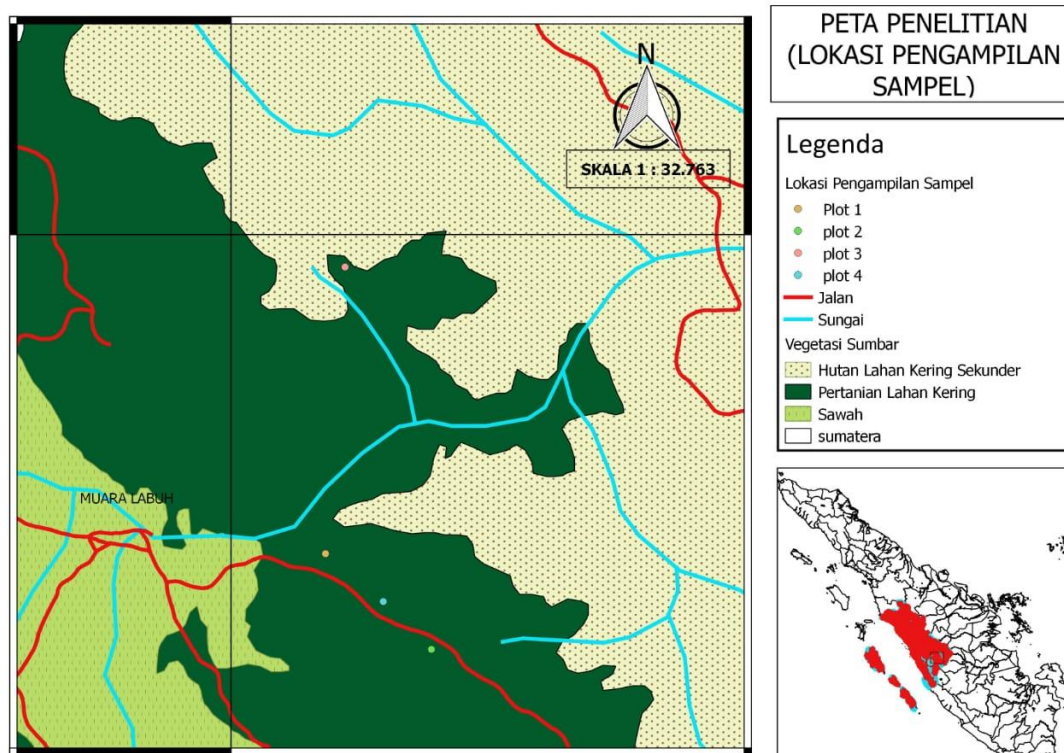 N
SKALA 1 : 32.763
MUARA LABUH
PETA PENELITIAN
(LOKASI PENGAMPILAN
SAMPEL)
Legenda
Lokasi Pengampilan Sampel
Plot 1
plot 2
plot 3
plot 4
Jalan
Sungai
Vegetasi Sumbar
Hutan Lahan Kering Sekunder
Pertanian Lahan Kering
Sawah
sumatera